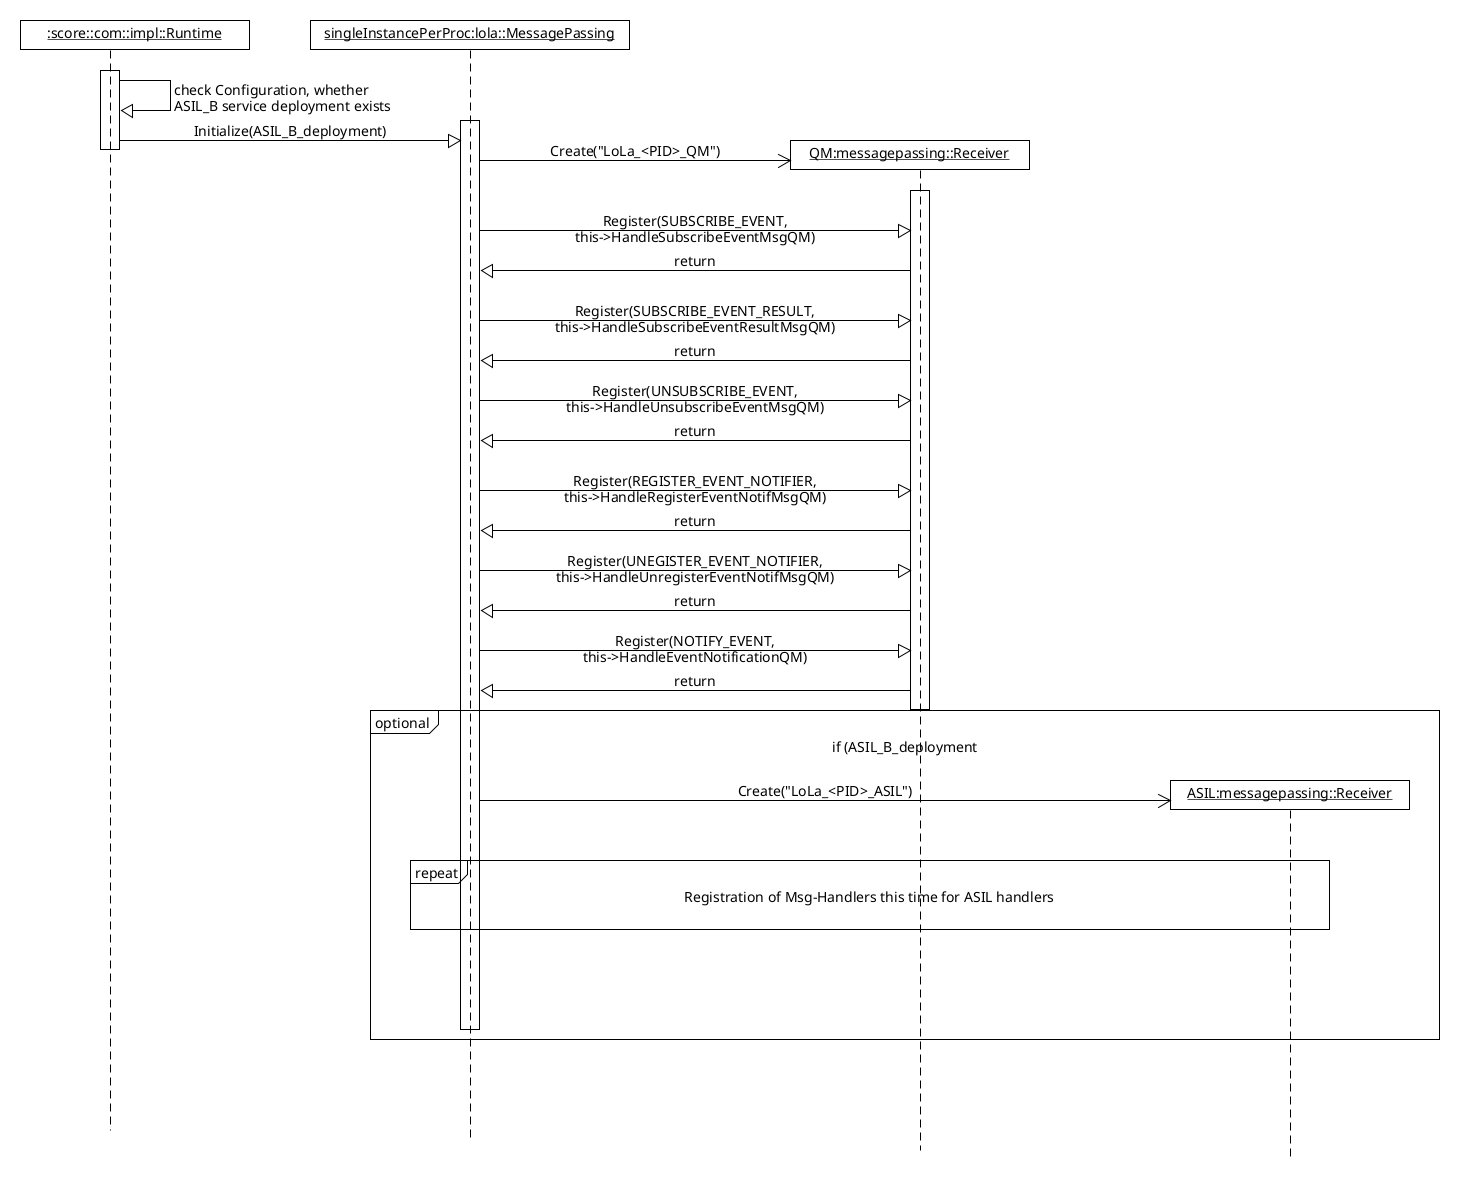 :score::com::impl::Runtime
singleInstancePerProc:lola::MessagePassing
check Configuration, whether
ASIL_B service deployment exists
Initialize(ASIL_B_deployment)
Create("LoLa_<PID>_QM")
QM:messagepassing::Receiver
Register(SUBSCRIBE_EVENT,
this->HandleSubscribeEventMsgQM)
return
Register(SUBSCRIBE_EVENT_RESULT,
this->HandleSubscribeEventResultMsgQM)
return
Register(UNSUBSCRIBE_EVENT,
this->HandleUnsubscribeEventMsgQM)
return
Register(REGISTER_EVENT_NOTIFIER,
this->HandleRegisterEventNotifMsgQM)
return
Register(UNEGISTER_EVENT_NOTIFIER,
this->HandleUnregisterEventNotifMsgQM)
return
Register(NOTIFY_EVENT,
this->HandleEventNotificationQM)
return
optional
if (ASIL_B_deployment
Create("LoLa_<PID>_ASIL")
ASIL:messagepassing::Receiver
repeat
Registration of Msg-Handlers this time for ASIL handlers